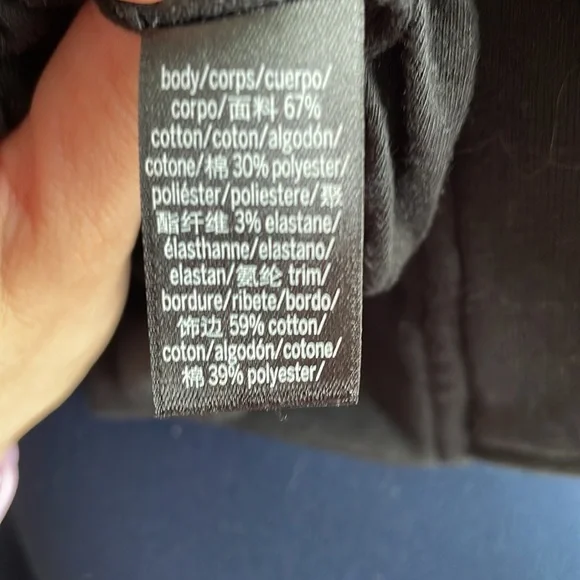 body/corps/cuerpo/
corpo/面料 67%
cotton/coton/algodón/
cotone/棉 30% polyester/
poliéster/poliestere/聚
酯纤维 3% elastane/
élasthanne/elastano/
elastan/氨纶 trim/
bordure/ribete/bordo/
饰边 59% cotton/
coton/algodón/cotone/
棉 39% polyester/